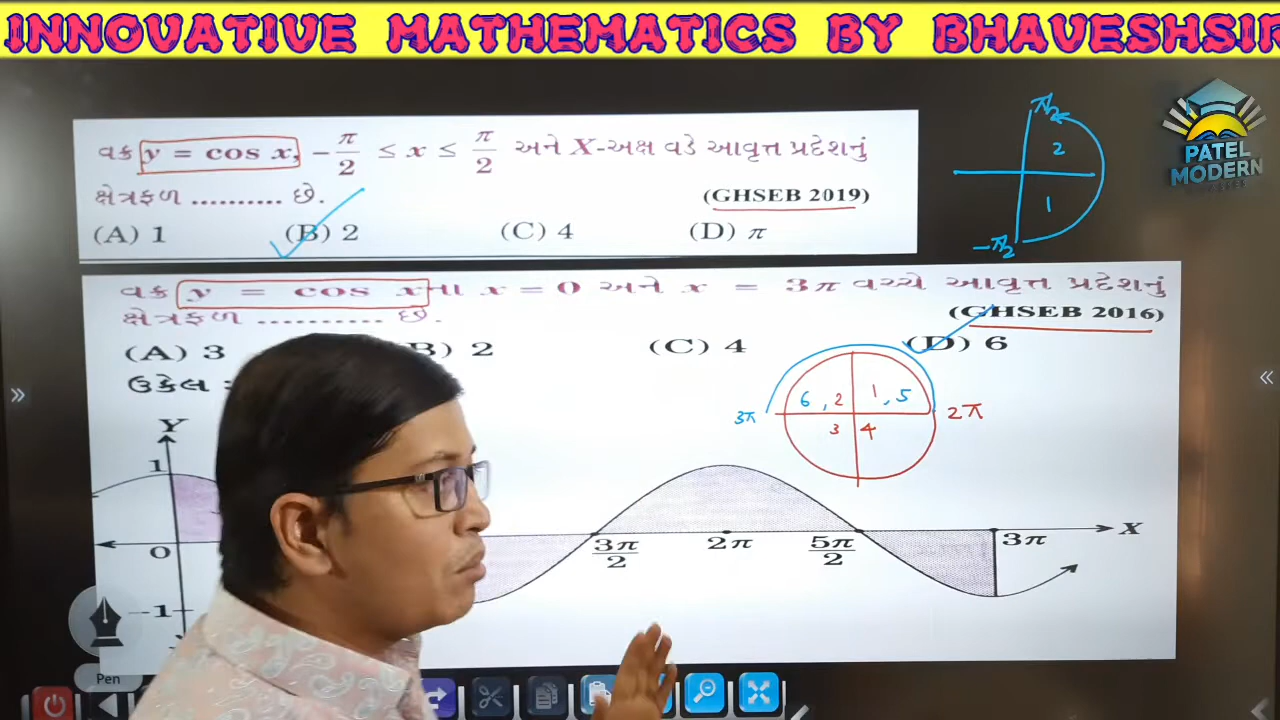 INNOVATIVE MATHEMATICS BY BHAVESHSIR
PATEL
MODERN
વક્ર y = cos x, -π/2 ≤ x ≤ π/2 અને X-અક્ષ વડે આવૃત્ત પ્રદેશનું
ક્ષેત્રફળ .......... છે.
(GHSEB 2019)
(A) 1 (B) 2 (C) 4 (D) π
π/2
2
1
-π/2
વક્ર y = cos xના x = 0 અને x = 3π વચ્ચે આવૃત્ત પ્રદેશનું
ક્ષેત્રફળ ............ છે.
(GHSEB 2016)
(A) 3 B) 2 (C) 4 (D) 6
ઉકેલ :
6, 2 1, 5
3π 2π
3 4
Y
1
0 3π/2 2π 5π/2 3π X
-1
Pen